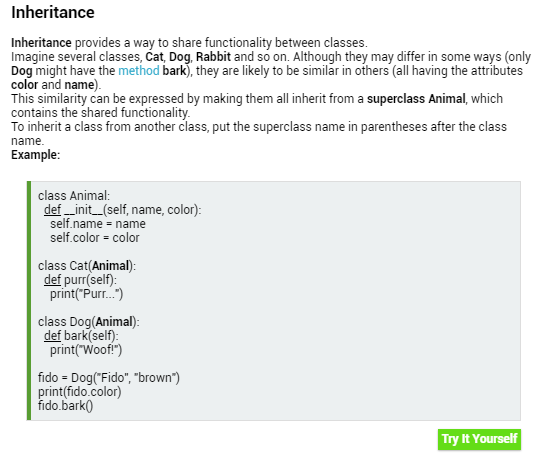 Inheritance
Inheritance provides a way to share functionality between classes.
Imagine several classes, Cat, Dog, Rabbit and so on. Although they may differ in some ways (only
Dog might have the method bark), they are likely to be similar in others (all having the attributes
color and name).
This similarity can be expressed by making them all inherit from a superclass Animal, which
contains the shared functionality.
To inherit a class from another class, put the superclass name in parentheses after the class
name.
Example:
class Animal:
def __init__(self, name, color):
self.name = name
self.color = color
class Cat(Animal):
def purr(self):
print("Purr...")
class Dog(Animal):
def bark(self):
print("Woof!")
fido = Dog("Fido", "brown")
print(fido.color)
fido.bark()
Try It Yourself